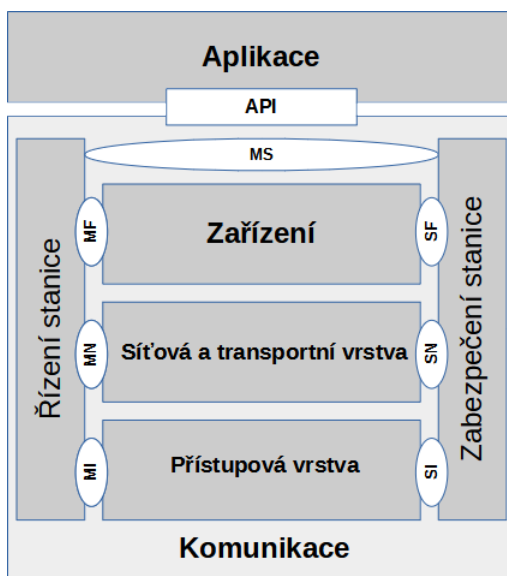 Aplikace
API
MS
Řízení stanice
MF
Zařízení
SF
Zabezpečení stanice
MN
Síťová a transportní vrstva
SN
MI
Přístupová vrstva
SI
Komunikace